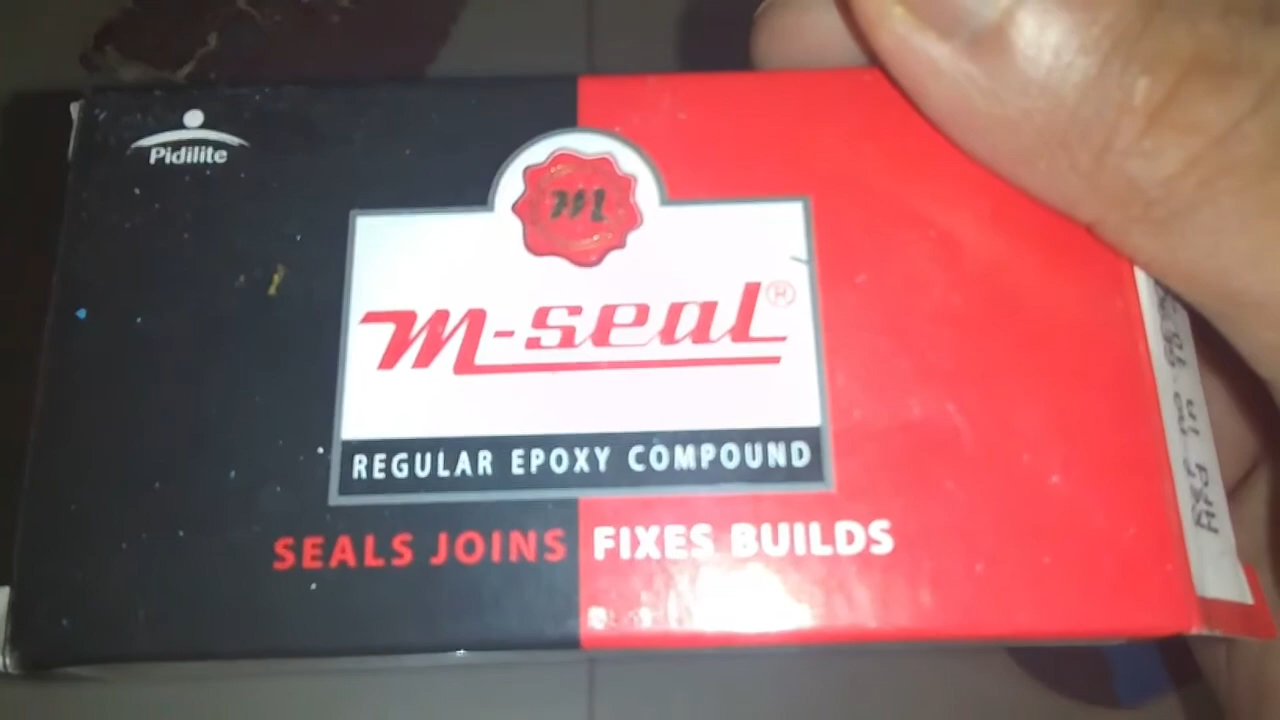 Pidilite
m
m-seal®
REGULAR EPOXY COMPOUND
SEALS JOINS FIXES BUILDS